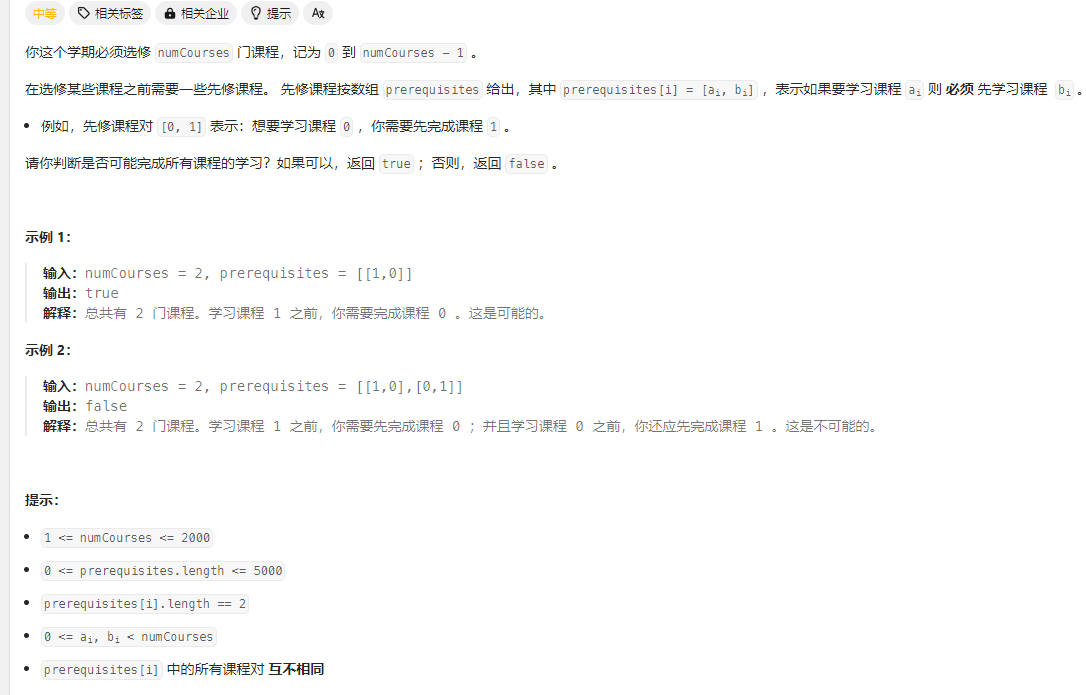 中等 相关标签 相关企业 提示 Aχ
你这个学期必须选修 numCourses 门课程，记为 0 到 numCourses - 1 。
在选修某些课程之前需要一些先修课程。 先修课程按数组 prerequisites 给出，其中 prerequisites[i] = [ai, bi] ，表示如果要学习课程 ai 则 必须 先学习课程 bi 。
• 例如，先修课程对 [0, 1] 表示：想要学习课程 0 ，你需要先完成课程 1 。
请你判断是否可能完成所有课程的学习？如果可以，返回 true ；否则，返回 false 。
示例 1：
输入：numCourses = 2, prerequisites = [[1,0]]
输出：true
解释：总共有 2 门课程。学习课程 1 之前，你需要完成课程 0 。这是可能的。
示例 2：
输入：numCourses = 2, prerequisites = [[1,0],[0,1]]
输出：false
解释：总共有 2 门课程。学习课程 1 之前，你需要先完成课程 0 ；并且学习课程 0 之前，你还应先完成课程 1 。这是不可能的。
提示：
• 1 <= numCourses <= 2000
• 0 <= prerequisites.length <= 5000
• prerequisites[i].length == 2
• 0 <= ai, bi < numCourses
• prerequisites[i] 中的所有课程对 互不相同